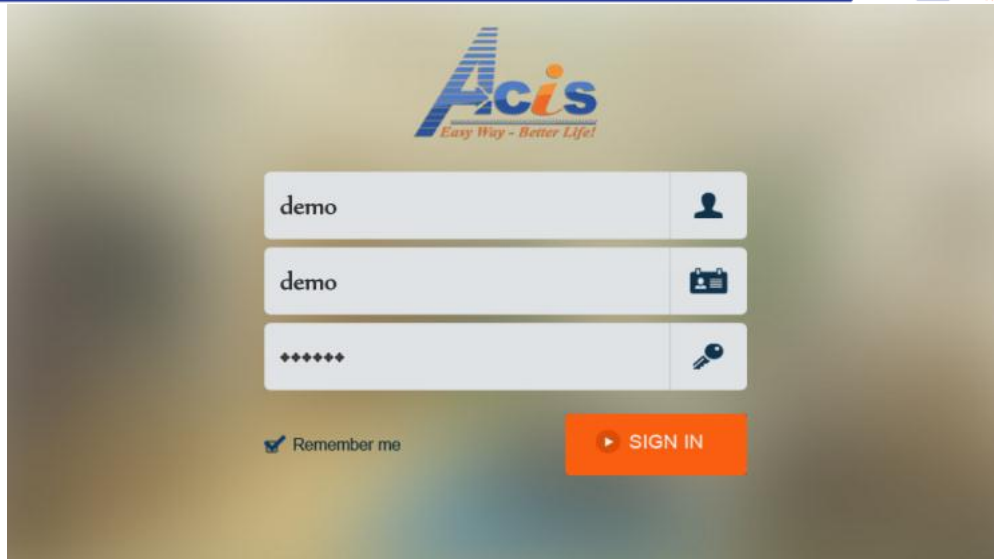 Acis
Easy Way - Better Life!
demo
demo
******
Remember me
SIGN IN